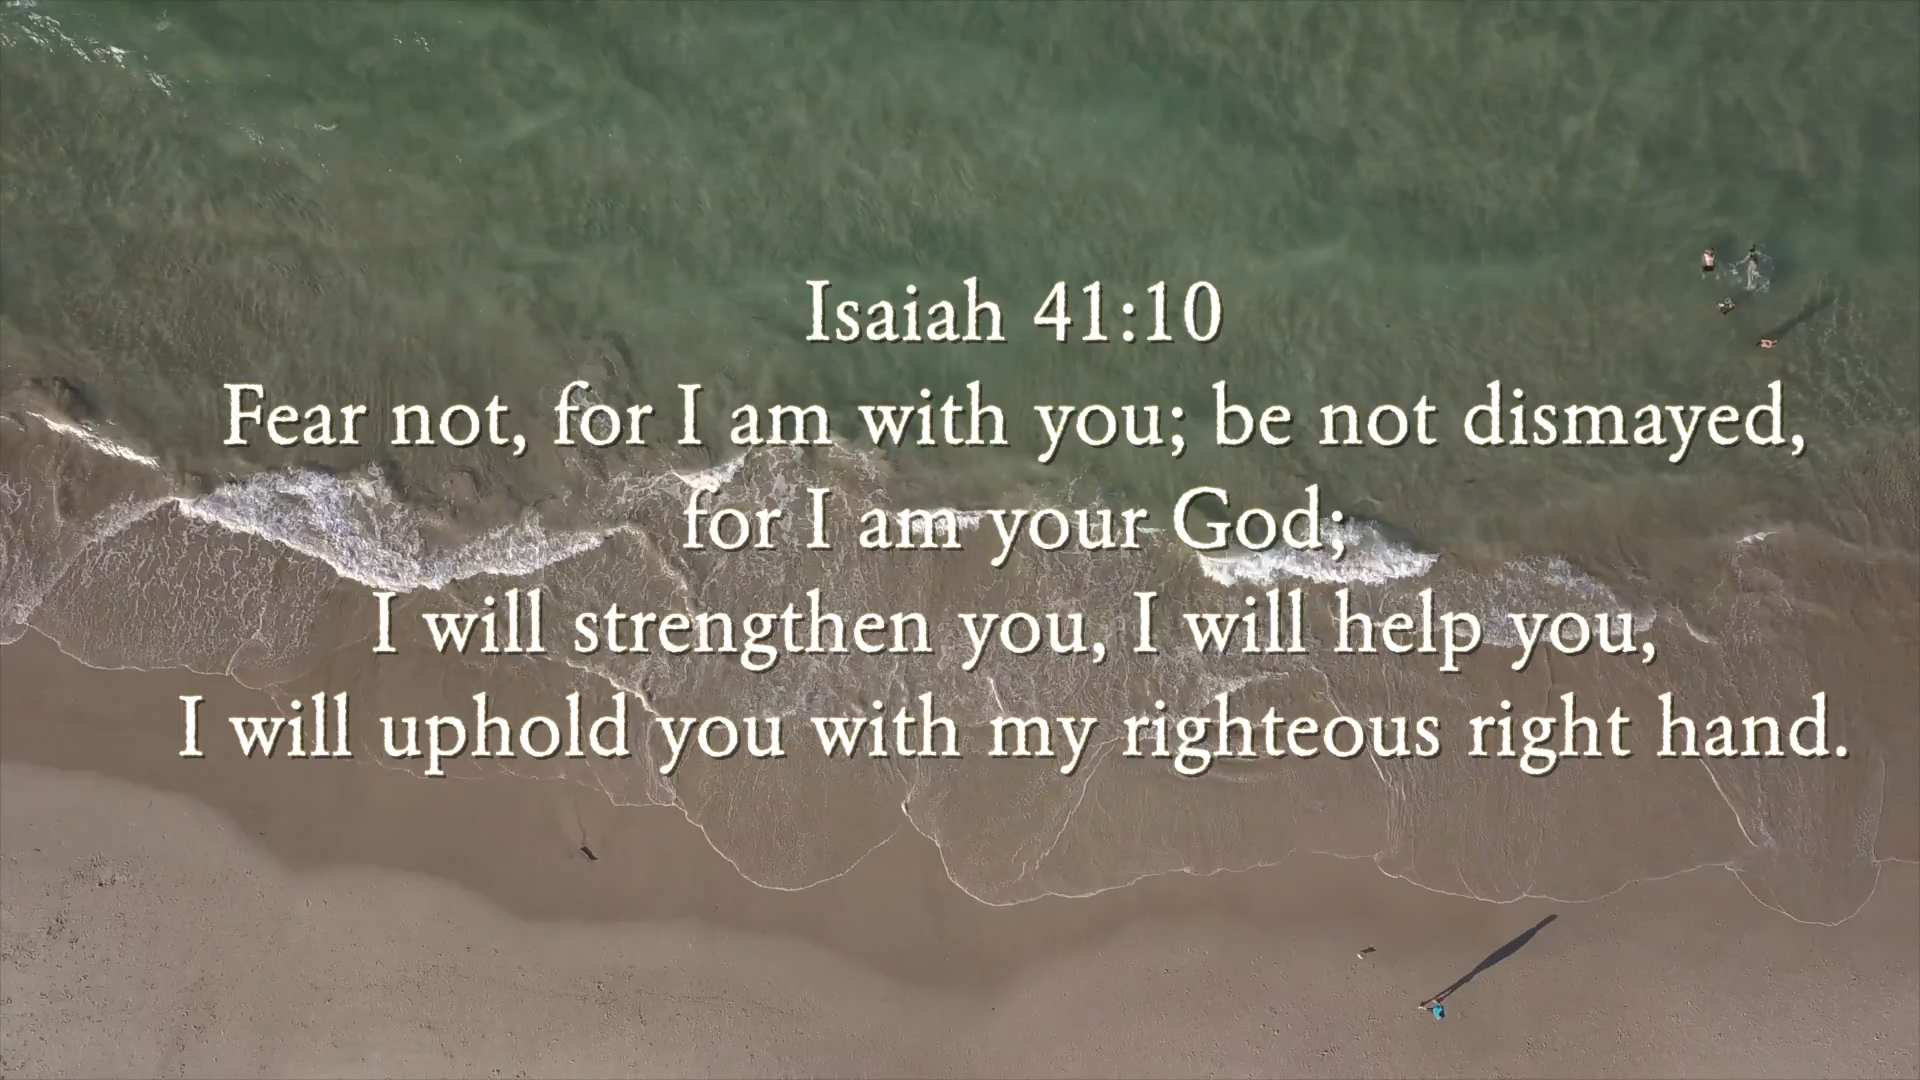 Isaiah 41:10
Fear not, for I am with you; be not dismayed,
for I am your God;
I will strengthen you, I will help you,
I will uphold you with my righteous right hand.